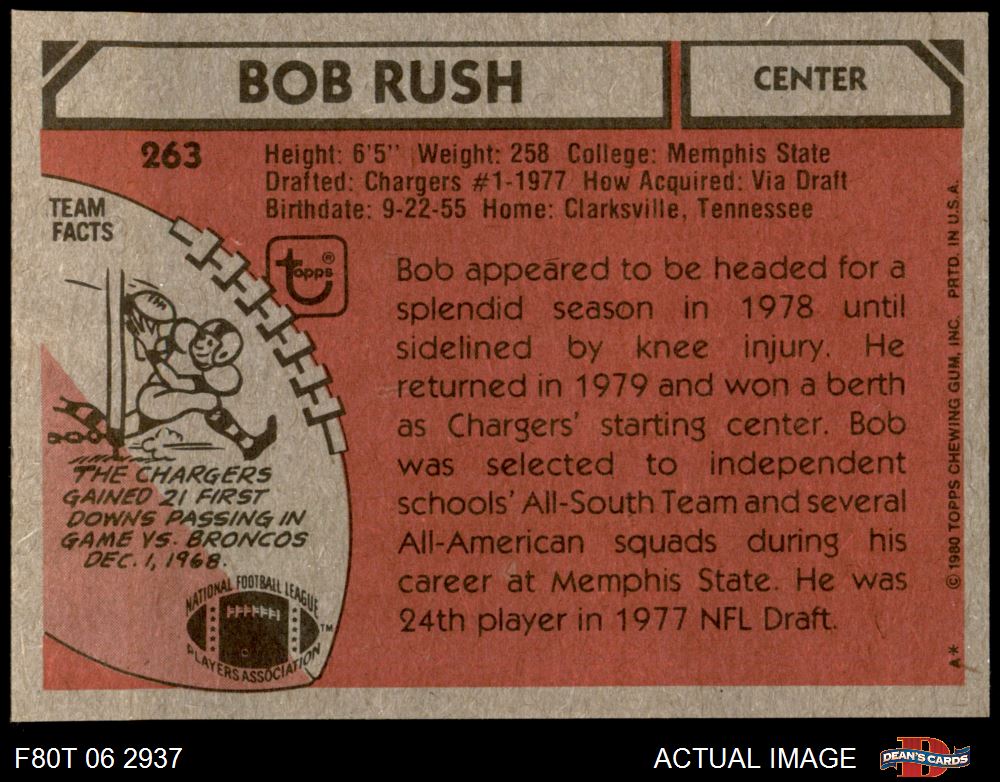 BOB RUSH
CENTER
263
Height: 6'5" Weight: 258 College: Memphis State
Drafted: Chargers #1-1977 How Acquired: Via Draft
Birthdate: 9-22-55 Home: Clarksville, Tennessee
TEAM
FACTS
topps®
Bob appeared to be headed for a
splendid season in 1978 until
sidelined by knee injury. He
returned in 1979 and won a berth
as Chargers' starting center. Bob
was selected to independent
schools' All-South Team and several
All-American squads during his
career at Memphis State. He was
24th player in 1977 NFL Draft.
THE CHARGERS
GAINED 21 FIRST
DOWNS PASSING IN
GAME VS. BRONCOS
DEC. 1, 1968.
NATIONAL FOOTBALL LEAGUE
PLAYERS ASSOCIATION
TM
A* © 1980 TOPPS CHEWING GUM, INC. PRTD. IN U.S.A.
F80T 06 2937
ACTUAL IMAGE
DEAN'S CARDS